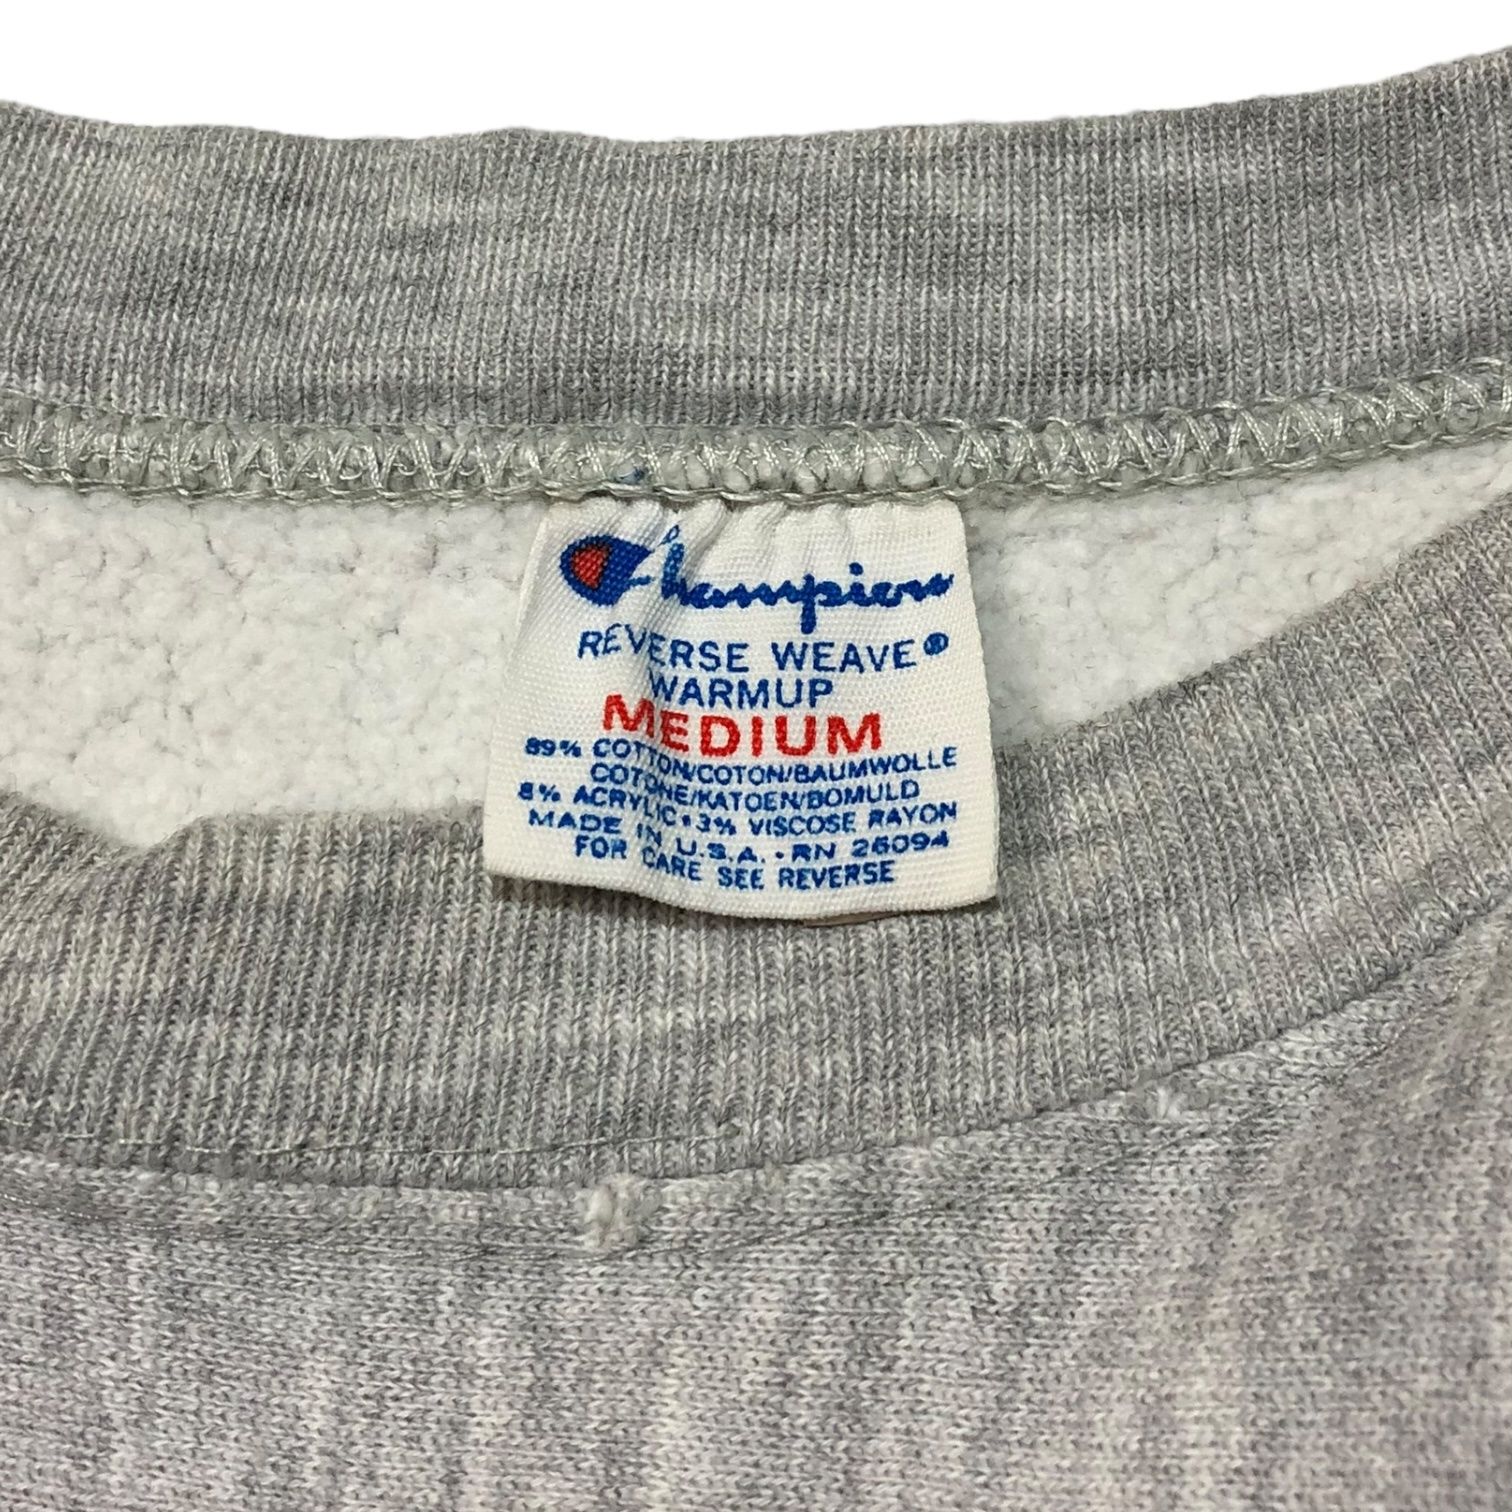 Champion
REVERSE WEAVE®
WARMUP
MEDIUM
89% COTTON/COTON/BAUMWOLLE
COTONE/KATOEN/BOMULD
8% ACRYLIC•3% VISCOSE RAYON
MADE IN U.S.A.•RN 26094
FOR CARE SEE REVERSE